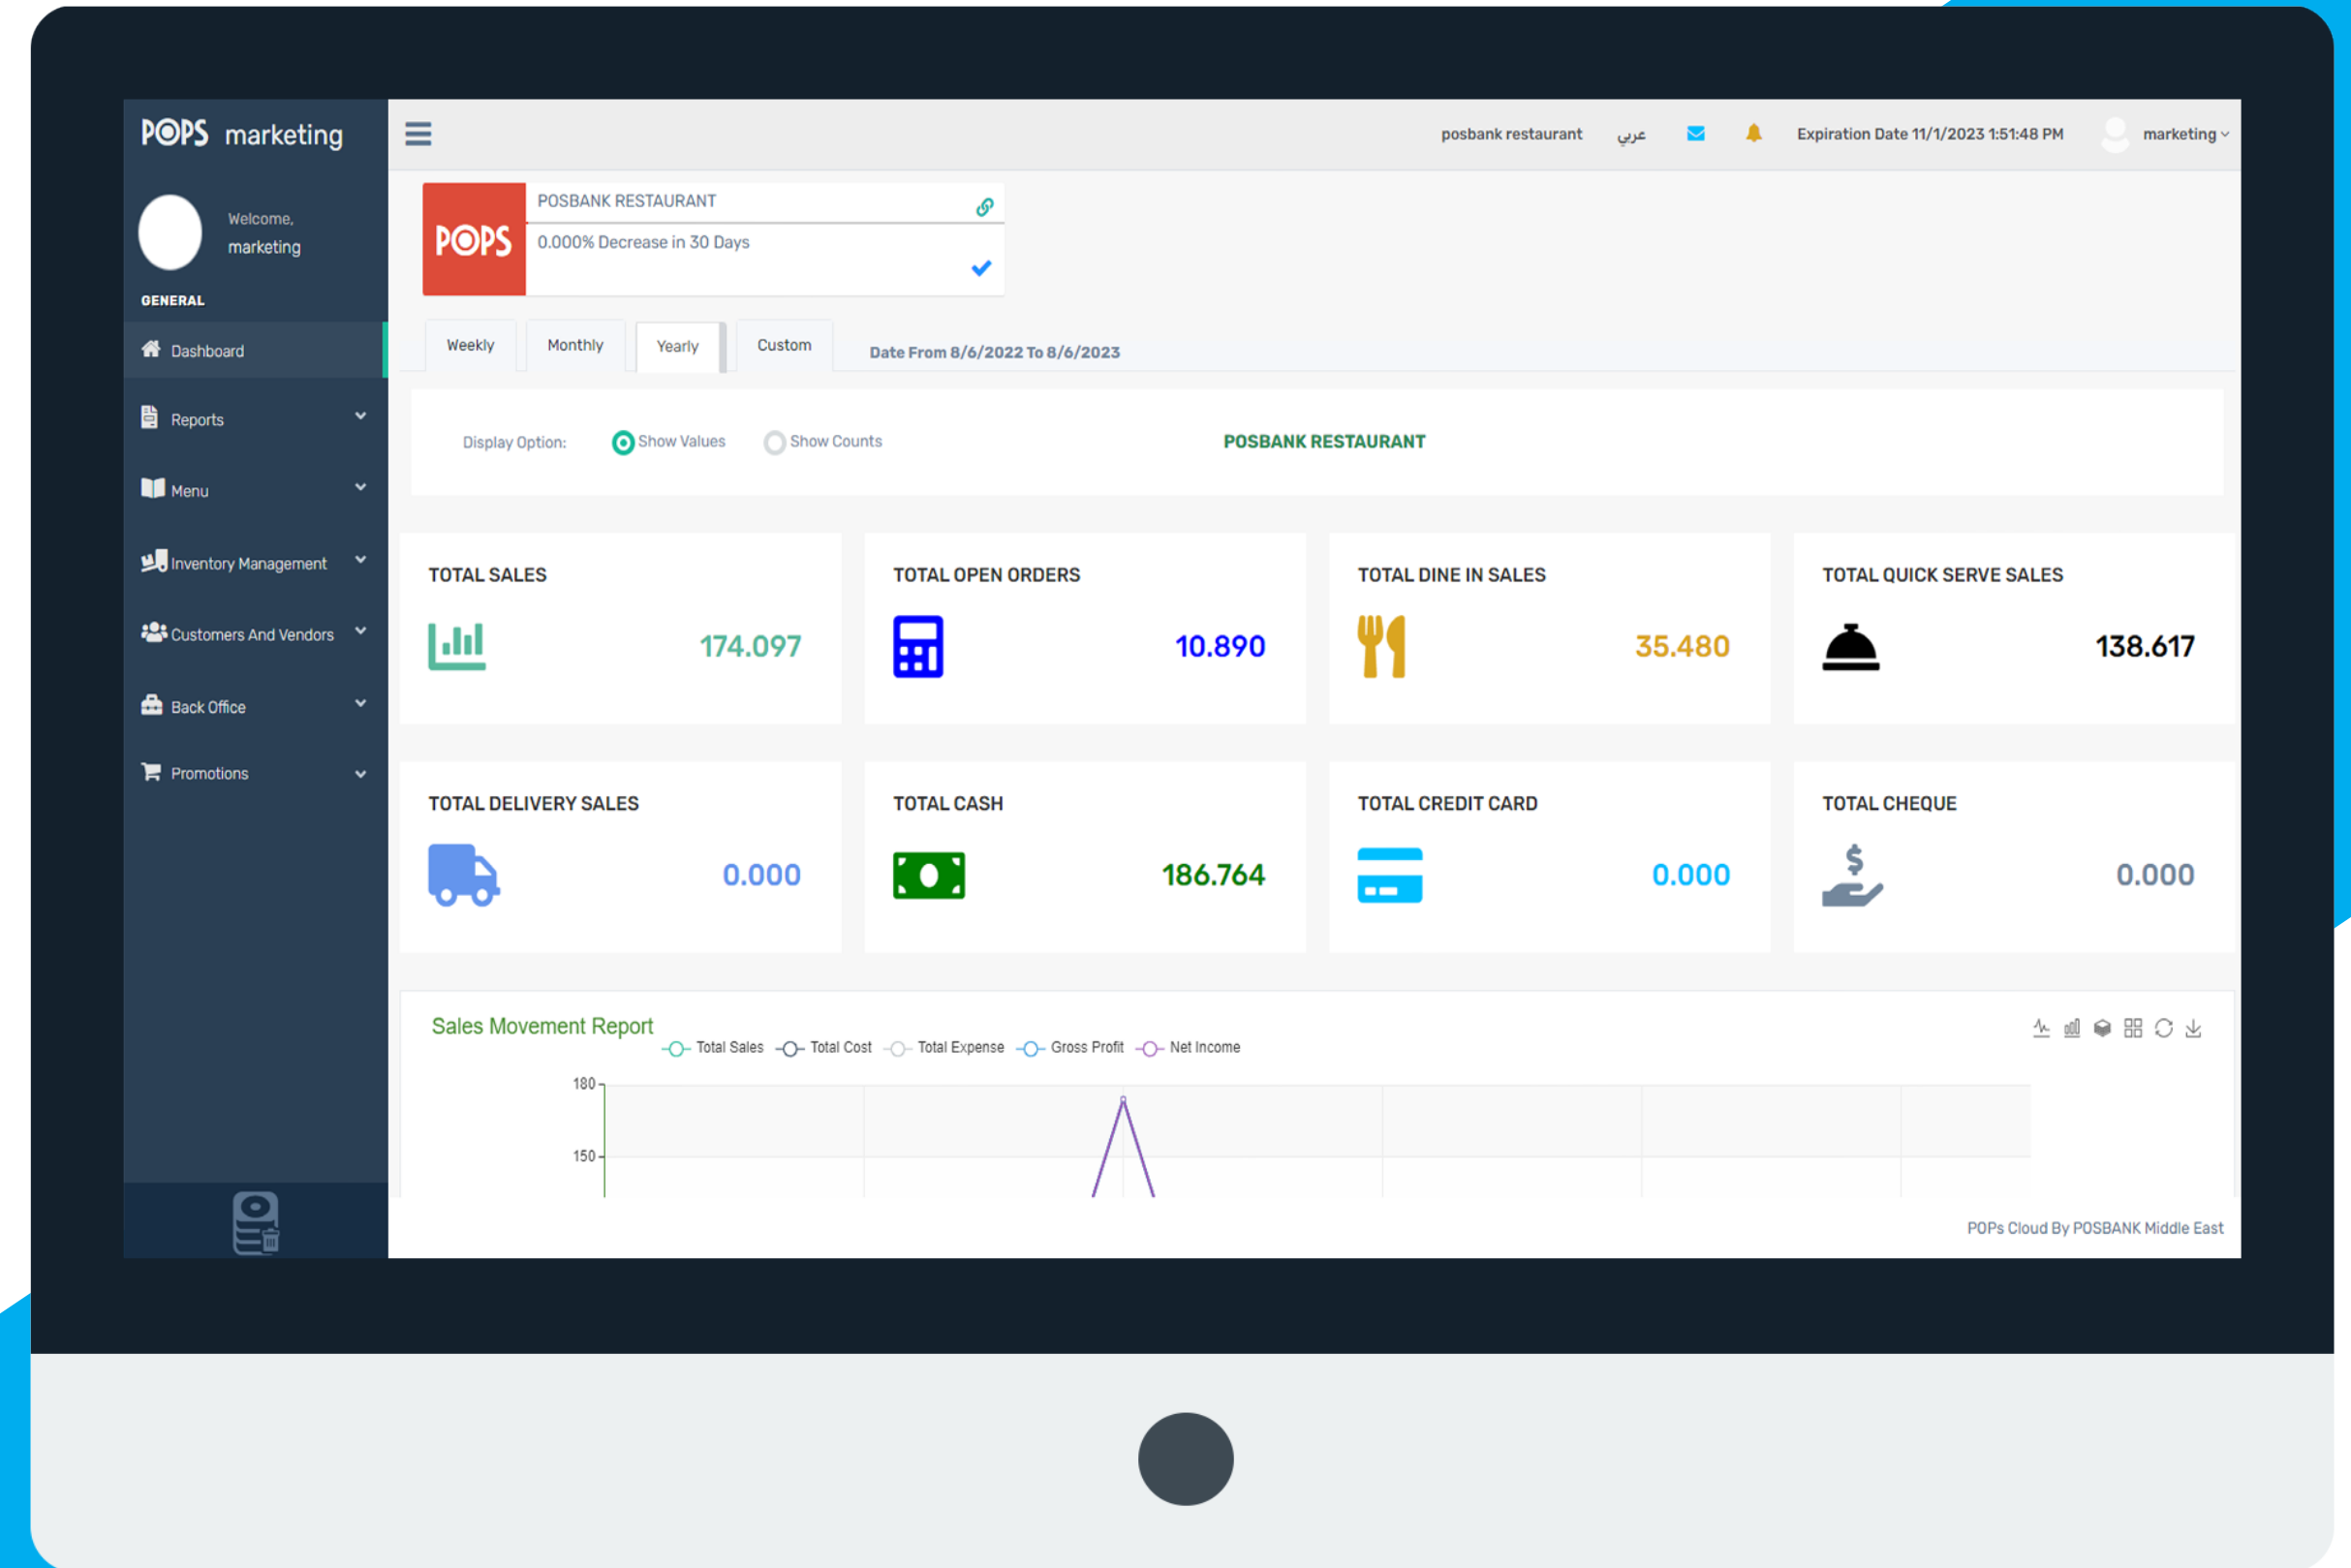 POPS marketing
posbank restaurant عربي Expiration Date 11/1/2023 1:51:48 PM marketing
Welcome,
marketing
GENERAL
Dashboard
Reports
Menu
Inventory Management
Customers And Vendors
Back Office
Promotions
POPS
POSBANK RESTAURANT
0.000% Decrease in 30 Days
Weekly Monthly Yearly Custom Date From 8/6/2022 To 8/6/2023
Display Option: Show Values Show Counts POSBANK RESTAURANT
TOTAL SALES
174.097
TOTAL OPEN ORDERS
10.890
TOTAL DINE IN SALES
35.480
TOTAL QUICK SERVE SALES
138.617
TOTAL DELIVERY SALES
0.000
TOTAL CASH
186.764
TOTAL CREDIT CARD
0.000
TOTAL CHEQUE
$
0.000
Sales Movement Report
Total Sales Total Cost Total Expense Gross Profit Net Income
180
150
POPs Cloud By POSBANK Middle East